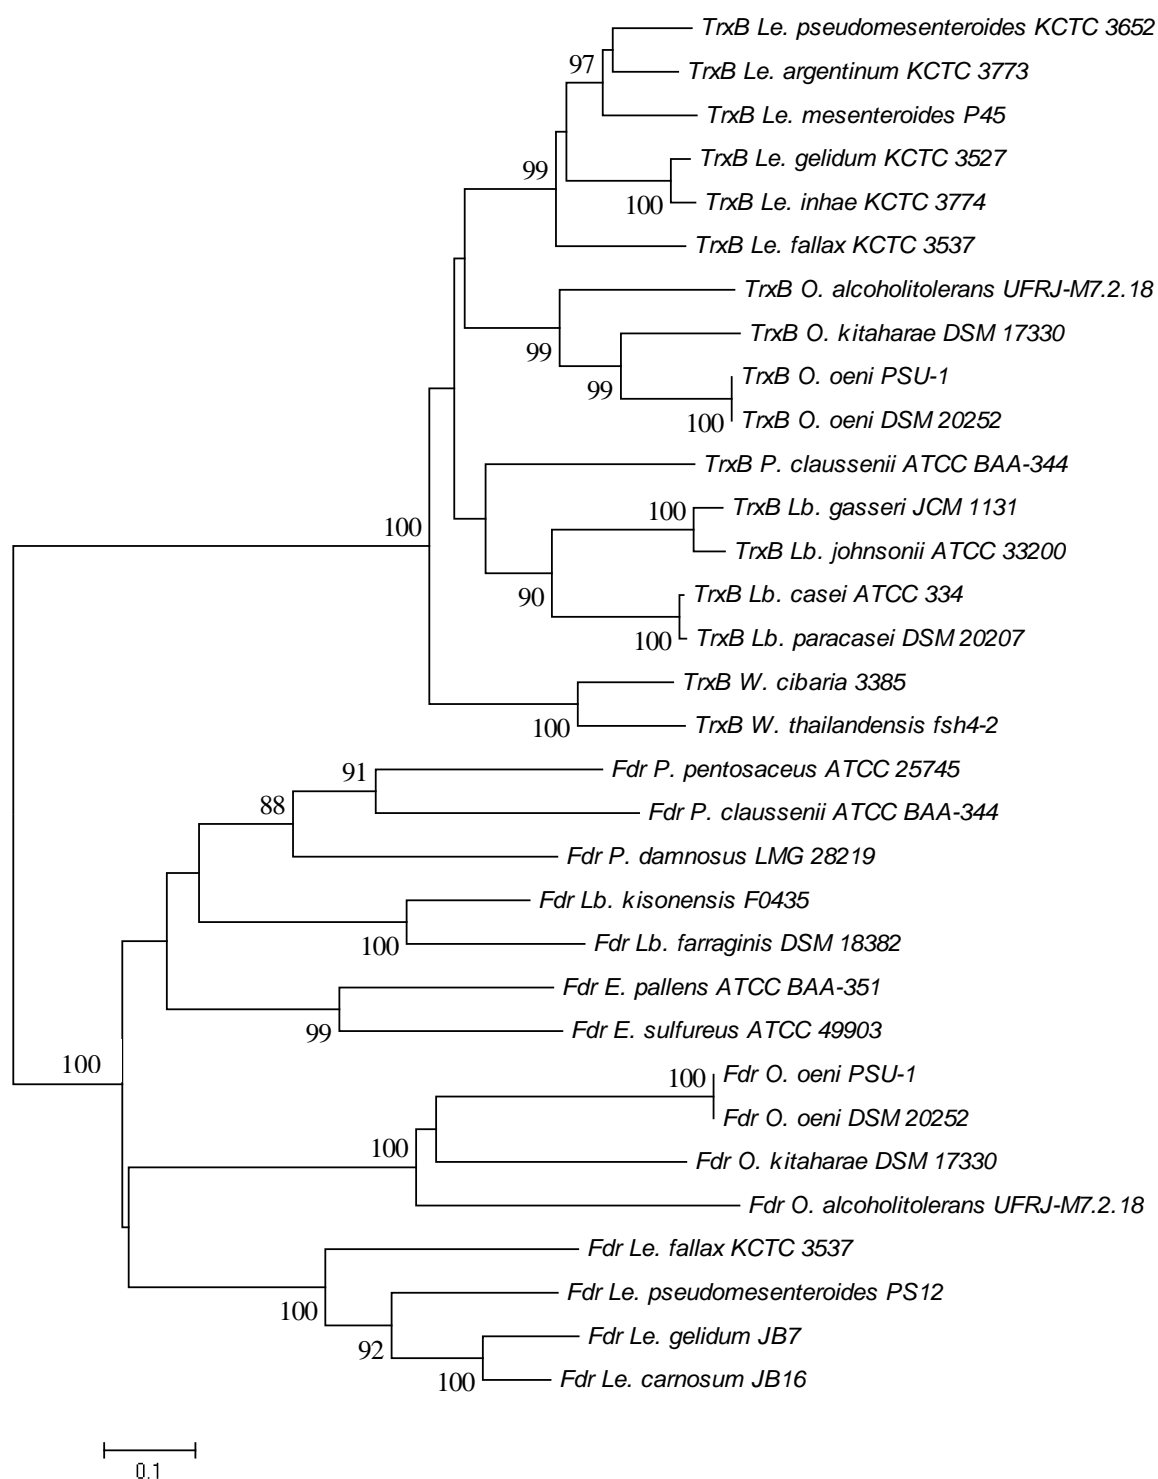 TrxB Le. pseudomesenteroides KCTC 3652
97
TrxB Le. argentinum KCTC 3773
TrxB Le. mesenteroides P45
TrxB Le. gelidum KCTC 3527
99
TrxB Le. inhae KCTC 3774
100
TrxB Le. fallax KCTC 3537
TrxB O. alcoholitolerans UFRJ-M7.2.18
TrxB O. kitaharae DSM 17330
99
TrxB O. oeni PSU-1
99
TrxB O. oeni DSM 20252
100
TrxB P. claussenii ATCC BAA-344
TrxB Lb. gasseri JCM 1131
100
100
TrxB Lb. johnsonii ATCC 33200
TrxB Lb. casei ATCC 334
90
TrxB Lb. paracasei DSM 20207
100
TrxB W. cibaria 3385
TrxB W. thailandensis fsh4-2
100
Fdr P. pentosaceus ATCC 25745
91
88
Fdr P. claussenii ATCC BAA-344
Fdr P. damnosus LMG 28219
Fdr Lb. kisonensis F0435
Fdr Lb. farraginis DSM 18382
100
Fdr E. pallens ATCC BAA-351
Fdr E. sulfureus ATCC 49903
99
100
Fdr O. oeni PSU-1
100
Fdr O. oeni DSM 20252
100
Fdr O. kitaharae DSM 17330
Fdr O. alcoholitolerans UFRJ-M7.2.18
Fdr Le. fallax KCTC 3537
Fdr Le. pseudomesenteroides PS12
100
Fdr Le. gelidum JB7
92
Fdr Le. carnosum JB16
100
0.1